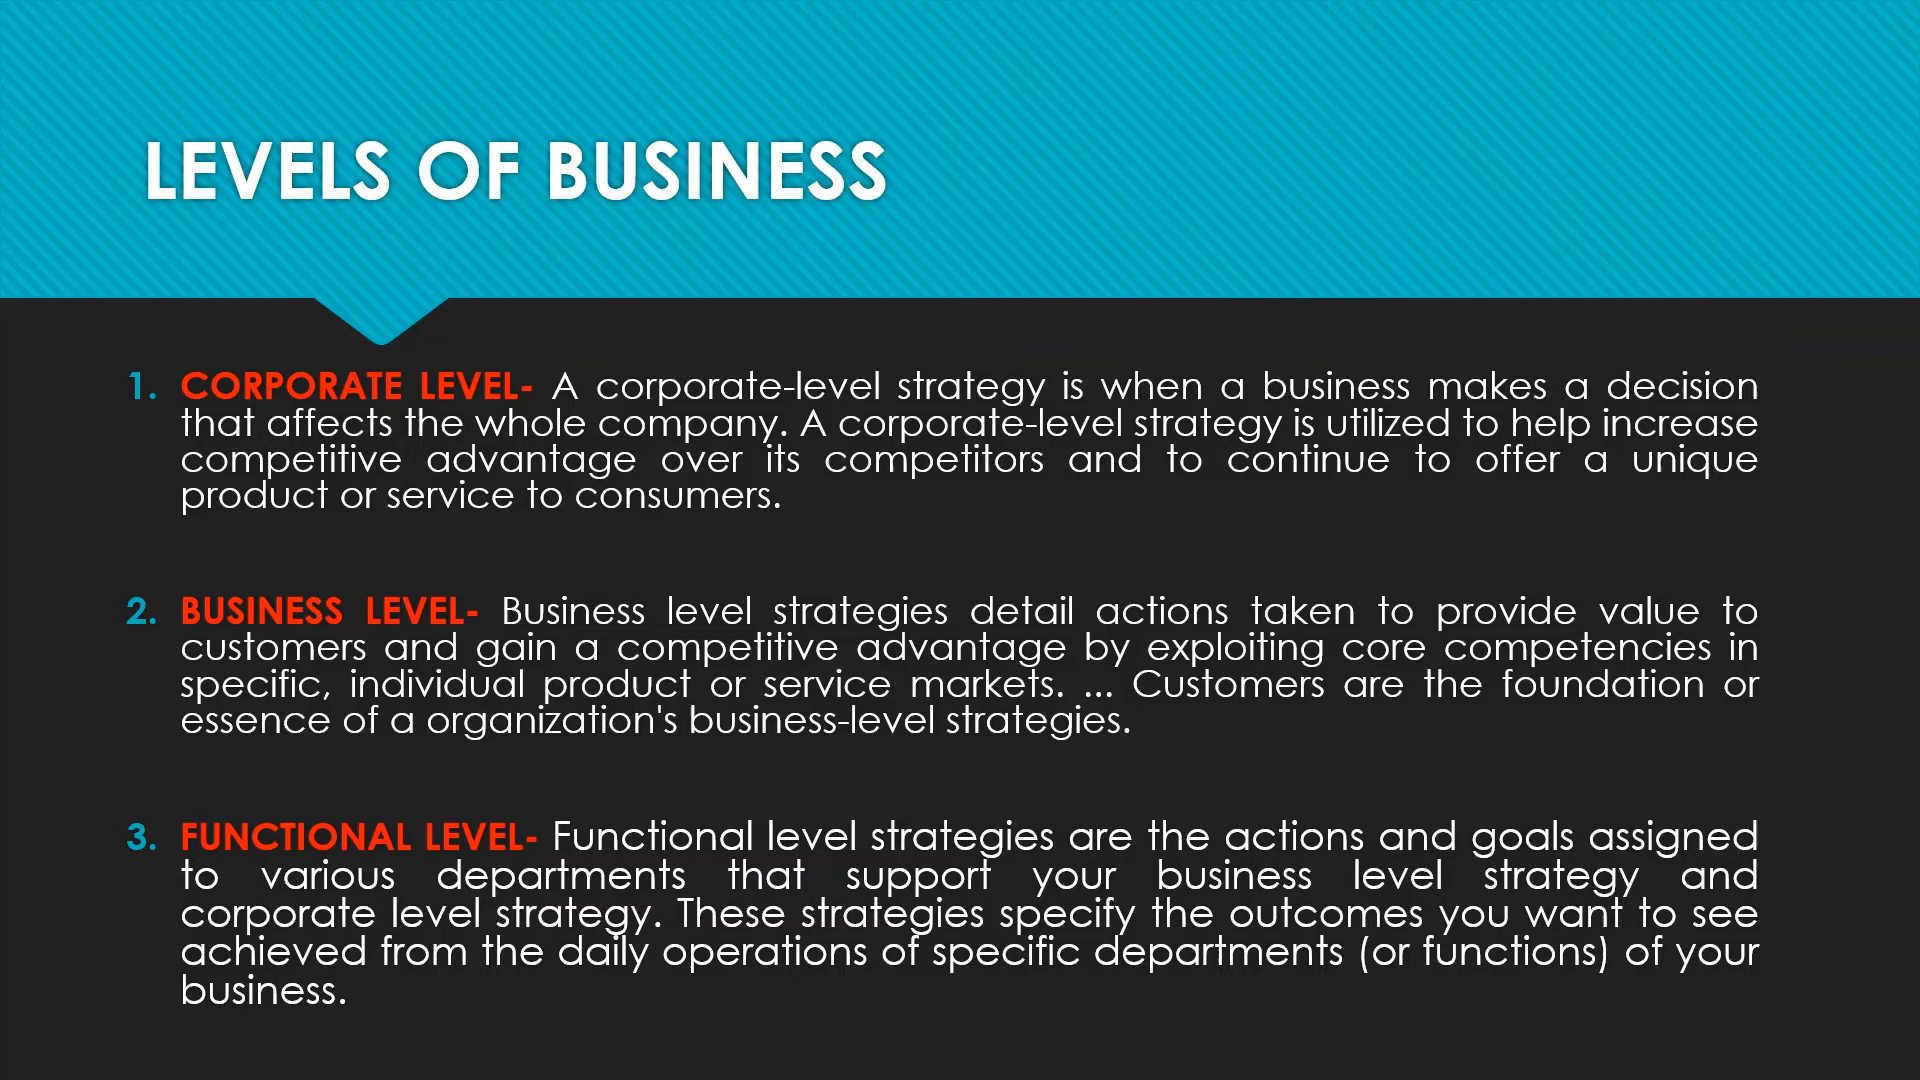 LEVELS OF BUSINESS
1. CORPORATE LEVEL- A corporate-level strategy is when a business makes a decision
that affects the whole company. A corporate-level strategy is utilized to help increase
competitive advantage over its competitors and to continue to offer a unique
product or service to consumers.
2. BUSINESS LEVEL- Business level strategies detail actions taken to provide value to
customers and gain a competitive advantage by exploiting core competencies in
specific, individual product or service markets. ... Customers are the foundation or
essence of a organization's business-level strategies.
3. FUNCTIONAL LEVEL- Functional level strategies are the actions and goals assigned
to various departments that support your business level strategy and
corporate level strategy. These strategies specify the outcomes you want to see
achieved from the daily operations of specific departments (or functions) of your
business.